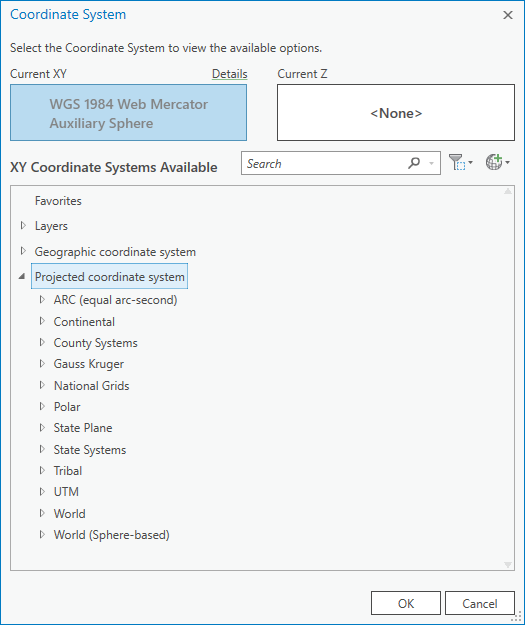 Coordinate System
Select the Coordinate System to view the available options.
Current XY Details Current Z
WGS 1984 Web Mercator
Auxiliary Sphere
<None>
XY Coordinate Systems Available Search
Favorites
Layers
Geographic coordinate system
Projected coordinate system
ARC (equal arc-second)
Continental
County Systems
Gauss Kruger
National Grids
Polar
State Plane
State Systems
Tribal
UTM
World
World (Sphere-based)
OK Cancel